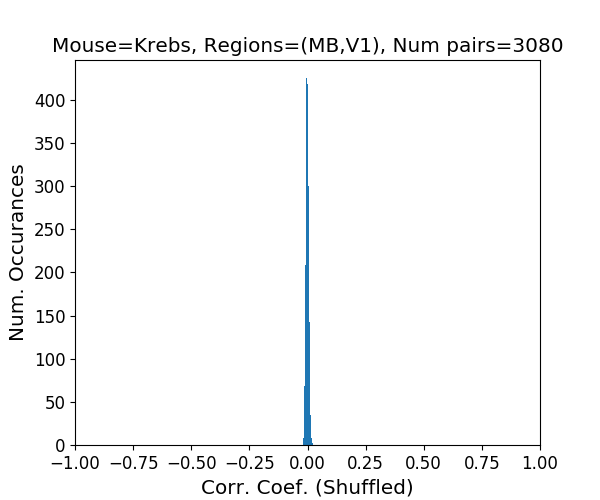 Mouse=Krebs, Regions=(MB,V1), Num pairs=3080
Num. Occurances
400
350
300
250
200
150
100
50
0
−1.00 −0.75 −0.50 −0.25 0.00 0.25 0.50 0.75 1.00
Corr. Coef. (Shuffled)